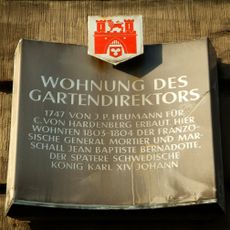 WOHNUNG DES
GARTENDIREKTORS
1747 VON J.P. HEUMANN FÜR
C. VON HARDENBERG ERBAUT. HIER
WOHNTEN 1803-1804 DER FRANZÖ-
SISCHE GENERAL MORTIER UND MAR-
SCHALL JEAN BAPTISTE BERNADOTTE,
DER SPÄTERE SCHWEDISCHE
KÖNIG KARL XIV JOHANN